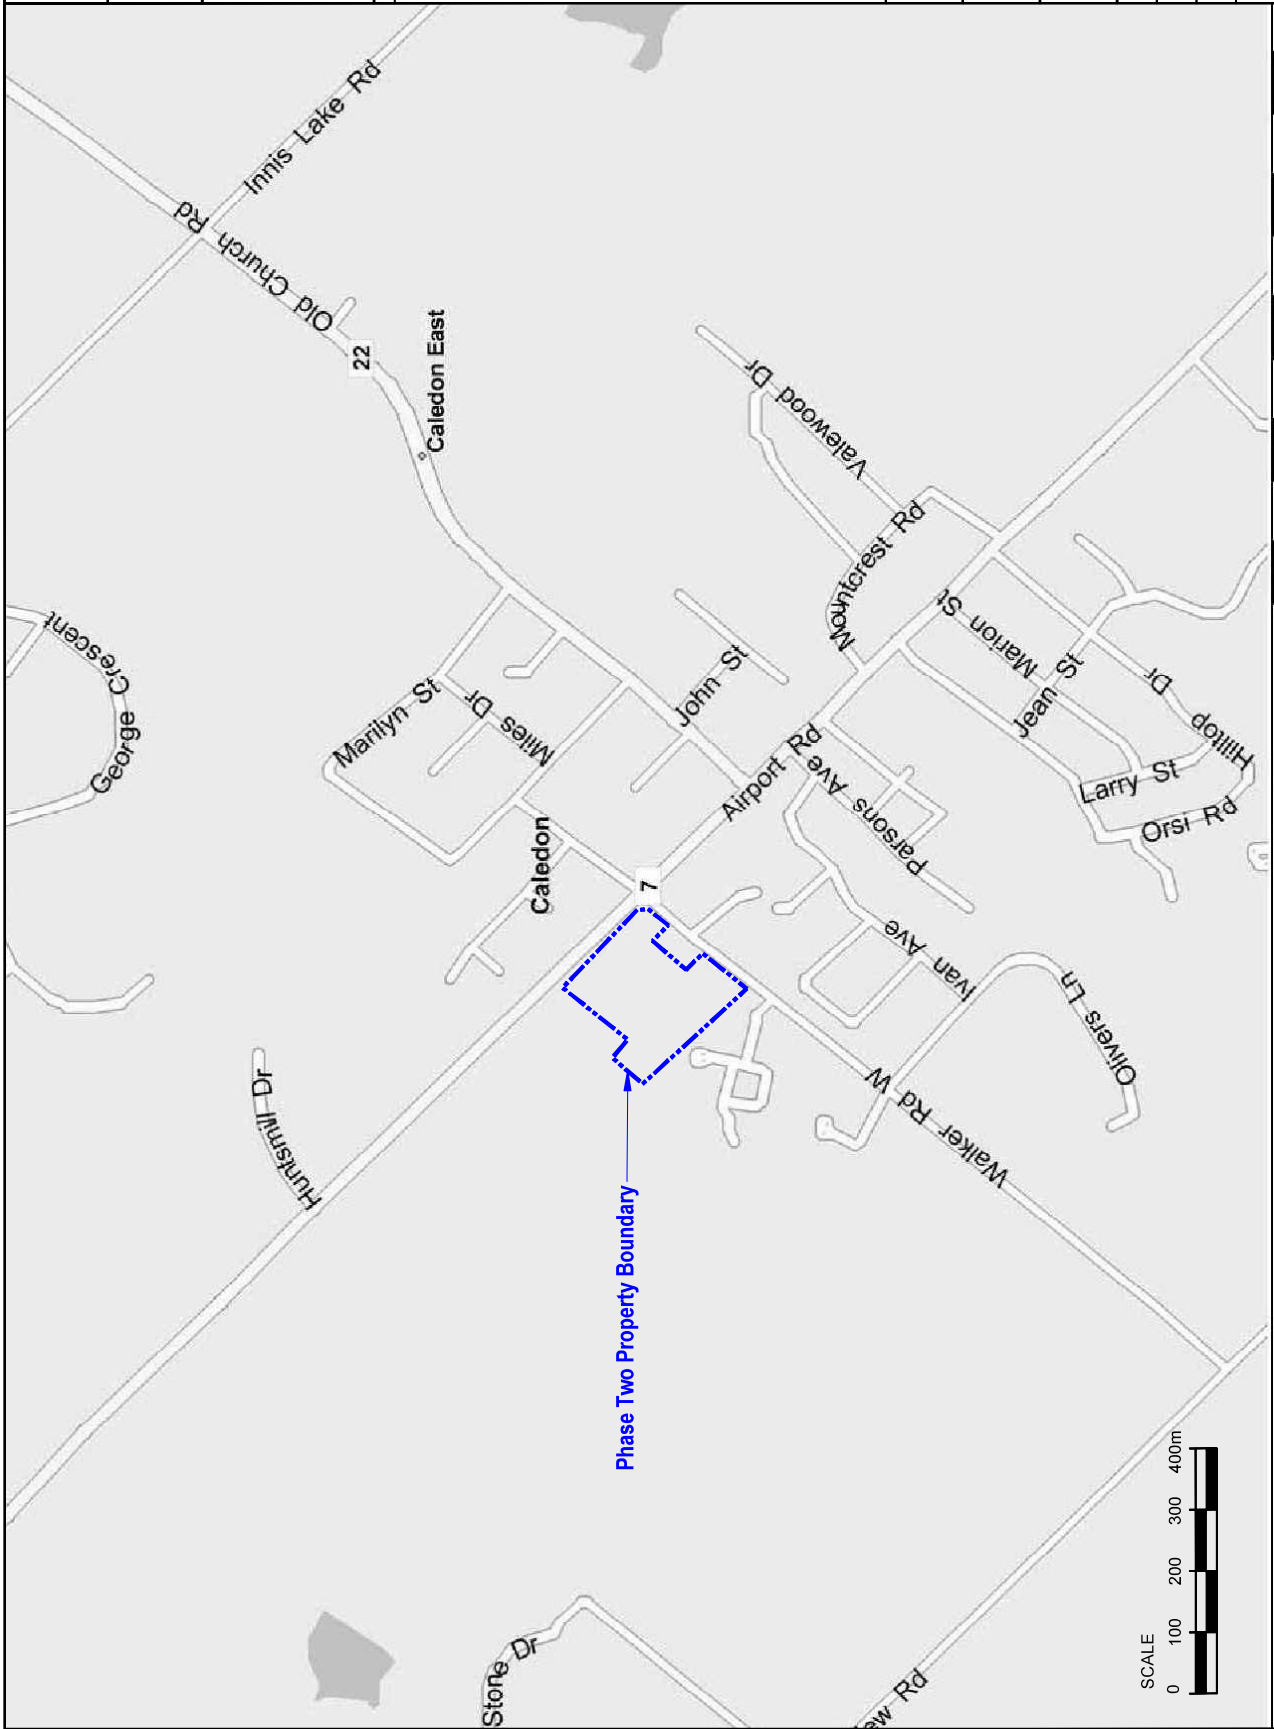 Innis Lake Rd
Old Church Rd
22
Caledon East
George Crescent
Marilyn St
Miles Dr
John St
Valewood Dr
Mountcrest Rd
Marion St
Jean St
Hilltop Dr
Larry St
Orsi Rd
Airport Rd
Parsons Ave
Caledon
7
Ivan Ave
Olivers Ln
Huntsmill Dr
Walker Rd W
Phase Two Property Boundary
Stone Dr
ew Rd
SCALE
0 100 200 300 400m